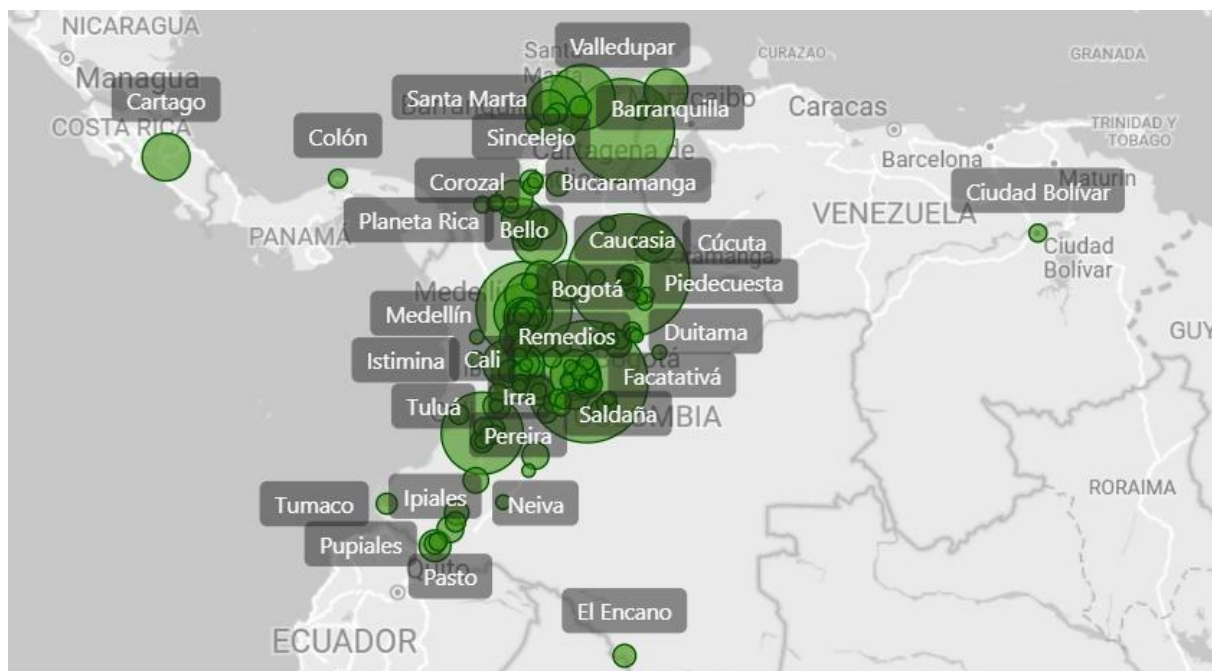 NICARAGUA
Valledupar
CURAZAO
GRANADA
Managua
Cartago
Santa Marta
Barranquilla
Caracas
COSTA RICA
TRINIDAD Y
TOBAGO
Colón
Sincelejo
Cartagena de
Barcelona
Maturín
Corozal
Bucaramanga
Ciudad Bolívar
Planeta Rica
VENEZUELA
PANAMÁ
Bello
Caucasia
Cúcuta
Ciudad
Bolívar
Bogotá
Piedecuesta
Medellín
Remedios
Duitama
GUY
Istimina
Cali
Facatativá
Irra
Tuluá
Saldaña
MBIA
Pereira
Tumaco
Ipiales
Neiva
RORAIMA
Pupiales
Quito
Pasto
El Encano
ECUADOR